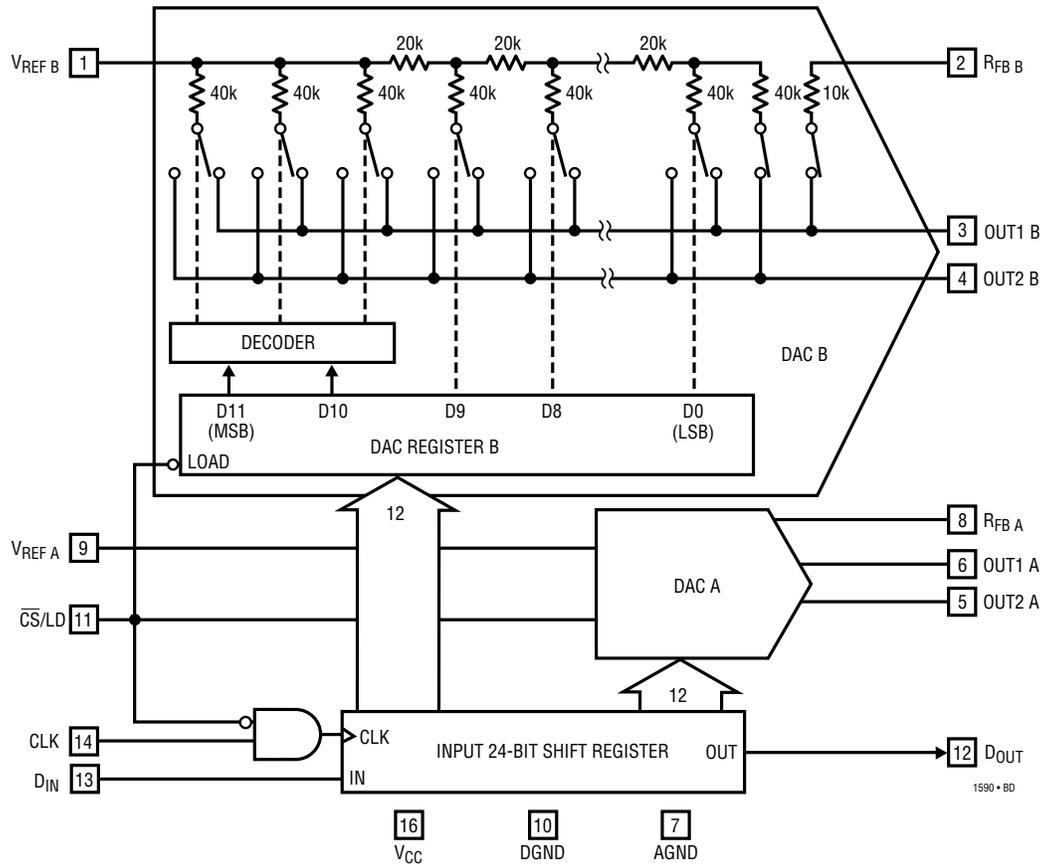 20k 20k 20k
VREF B 1 2 RFB B
40k 40k 40k 40k 40k 40k 40k 10k
3 OUT1 B
4 OUT2 B
DECODER
DAC B
D11 D10 D9 D8 D0
(MSB) (LSB)
DAC REGISTER B
LOAD
12
8 RFB A
VREF A 9
6 OUT1 A
DAC A
5 OUT2 A
C̅S̅/LD 11
12
CLK
CLK 14
INPUT 24-BIT SHIFT REGISTER OUT 12 DOUT
DIN 13 IN
1590 • BD
16 10 7
VCC DGND AGND